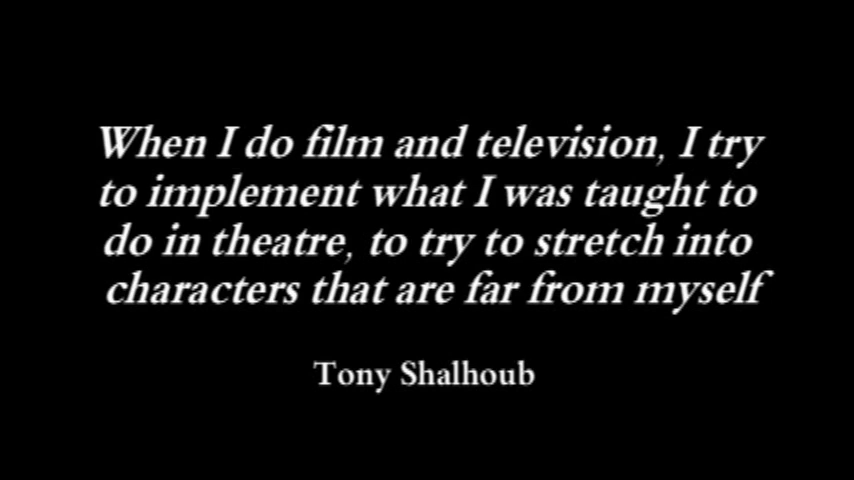 When I do film and television, I try
to implement what I was taught to
do in theatre, to try to stretch into
characters that are far from myself
Tony Shalhoub